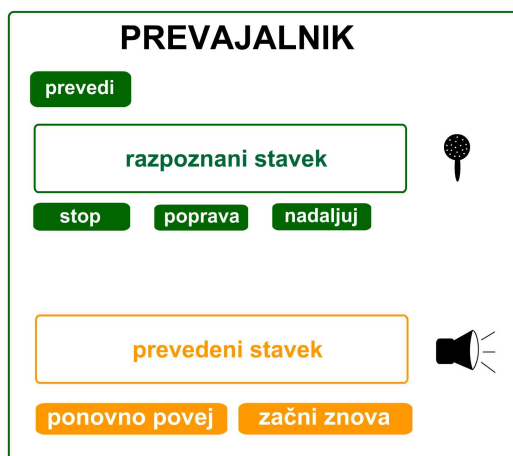 PREVAJALNIK
prevedi
razpoznani stavek
stop poprava nadaljuj
prevedeni stavek
ponovno povej začni znova